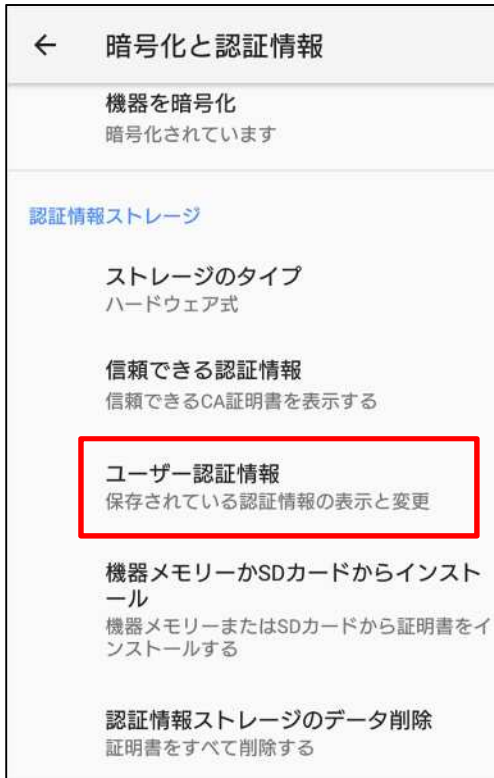 暗号化と認証情報
機器を暗号化
暗号化されています
認証情報ストレージ
ストレージのタイプ
ハードウェア式
信頼できる認証情報
信頼できるCA証明書を表示する
ユーザー認証情報
保存されている認証情報の表示と変更
機器メモリーかSDカードからインスト
ール
機器メモリーまたはSDカードから証明書をイ
ンストールする
認証情報ストレージのデータ削除
証明書をすべて削除する